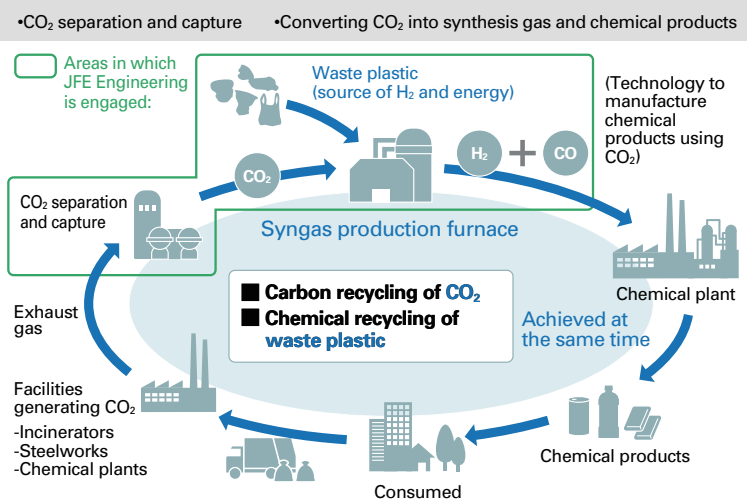 •CO₂ separation and capture
•Converting CO₂ into synthesis gas and chemical products
Areas in which
JFE Engineering
is engaged:
Waste plastic
(source of H₂ and energy)
(Technology to
manufacture
chemical
products using
CO₂)
CO₂
H₂ + CO
CO₂ separation
and capture
Syngas production furnace
■ Carbon recycling of CO₂
■ Chemical recycling of
waste plastic
Achieved at
the same time
Chemical plant
Exhaust
gas
Facilities
generating CO₂
-Incinerators
-Steelworks
-Chemical plants
Chemical products
Consumed